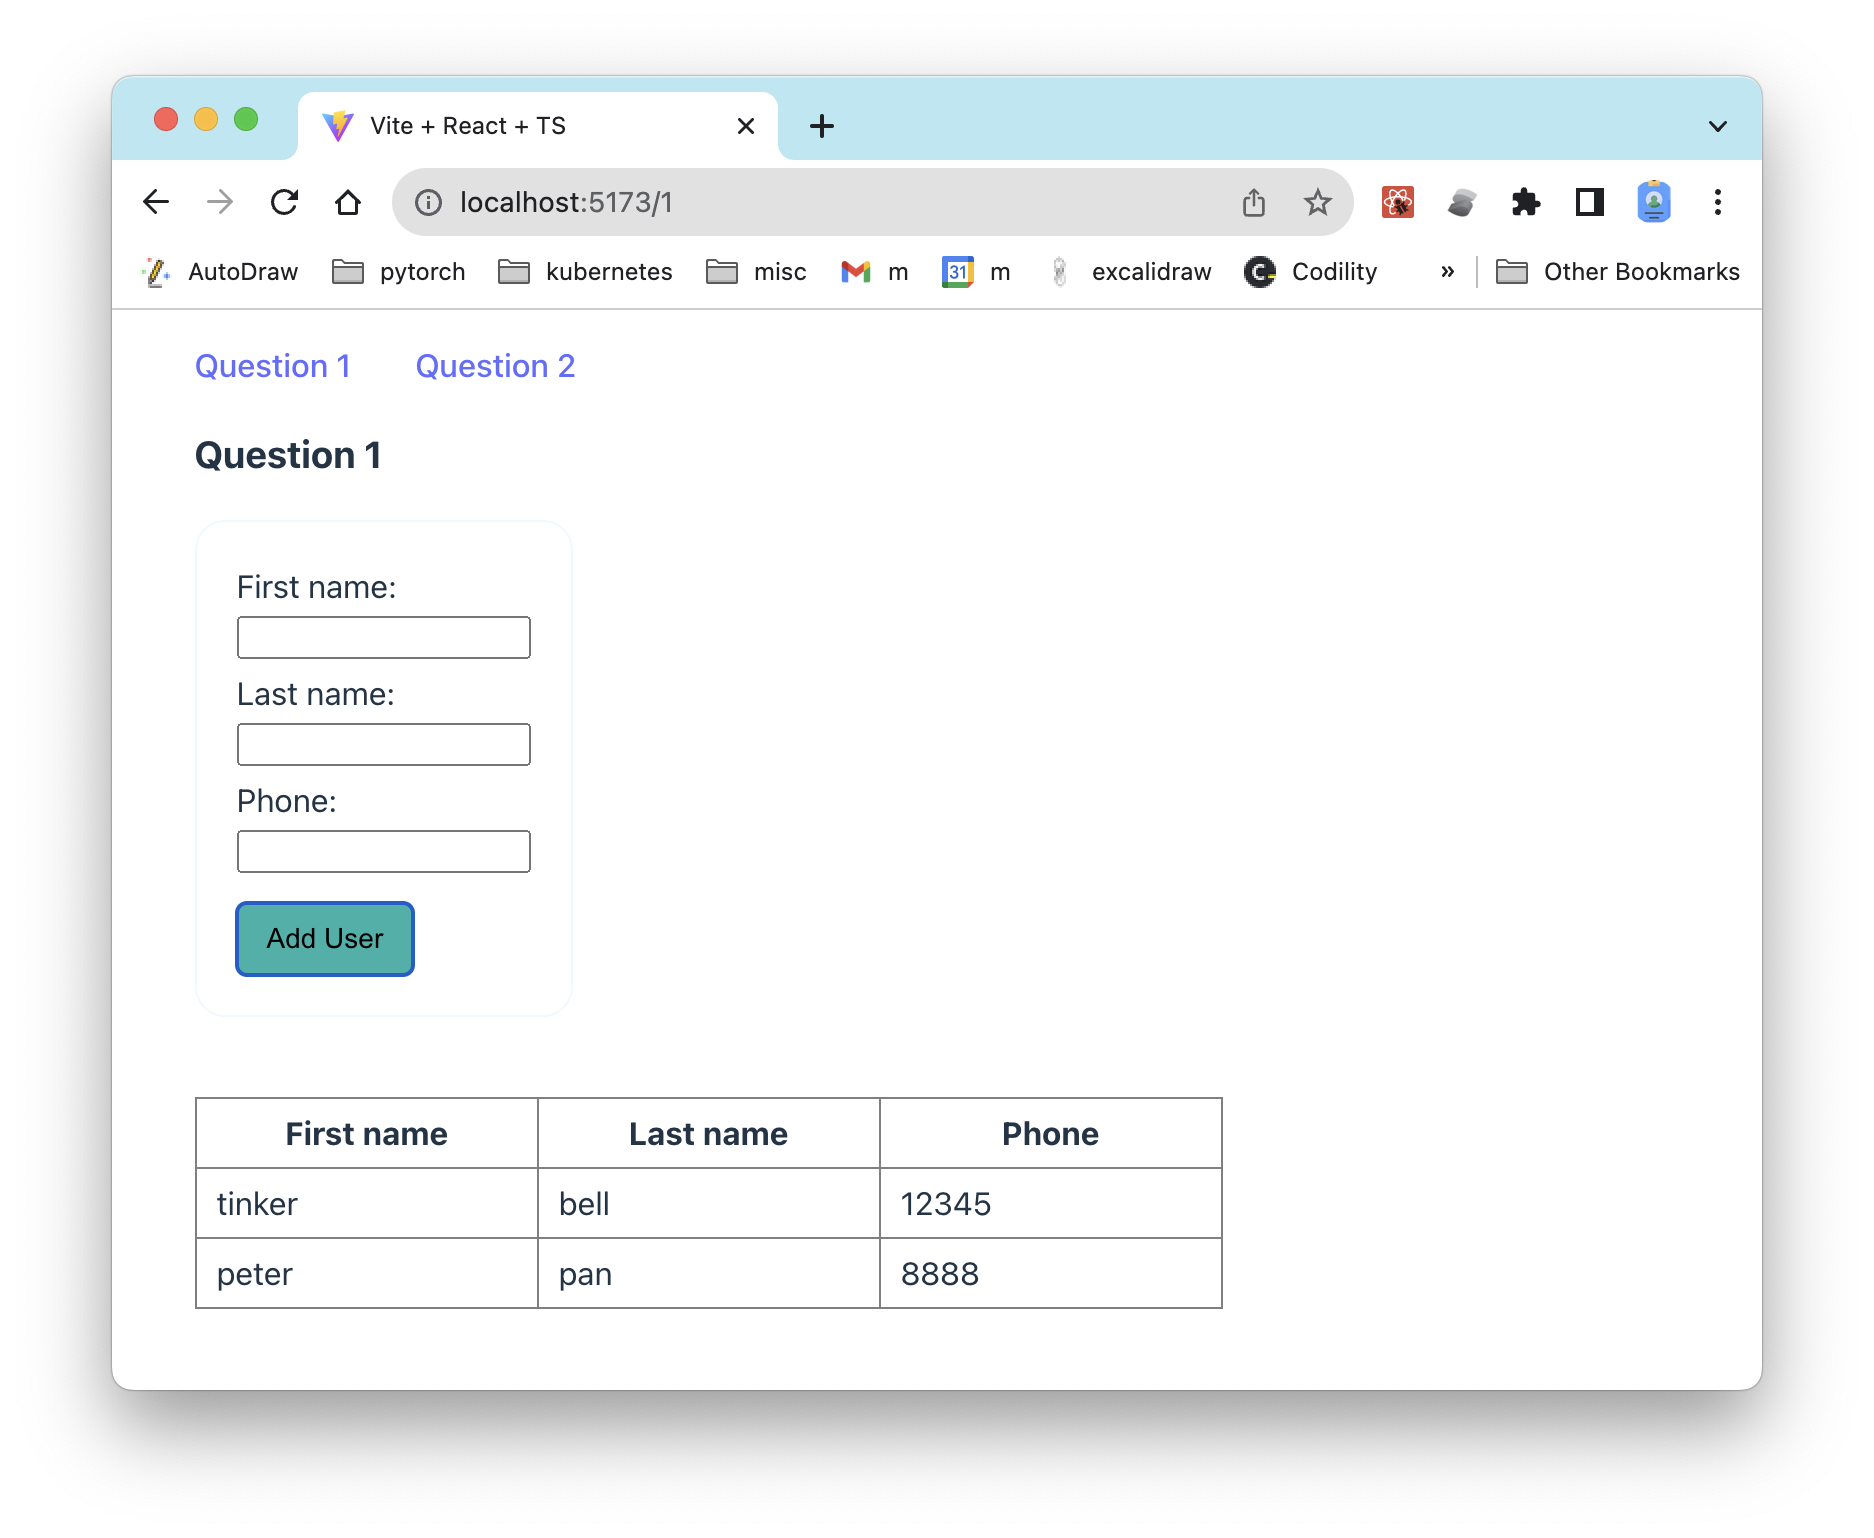 Vite + React + TS
localhost:5173/1
AutoDraw pytorch kubernetes misc m 31 m excalidraw Codility » Other Bookmarks
Question 1 Question 2
Question 1
First name:
Last name:
Phone:
Add User
First name Last name Phone
tinker bell 12345
peter pan 8888